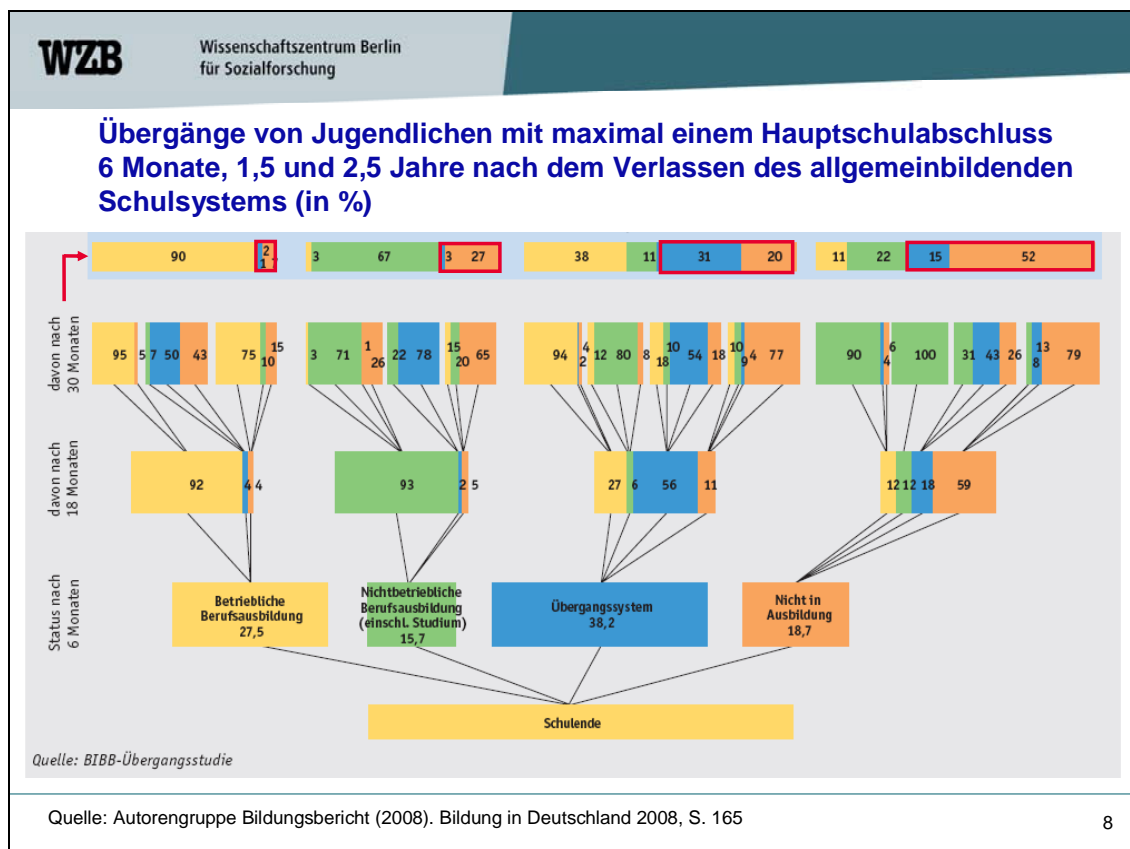 WZB
Wissenschaftszentrum Berlin
für Sozialforschung
Übergänge von Jugendlichen mit maximal einem Hauptschulabschluss
6 Monate, 1,5 und 2,5 Jahre nach dem Verlassen des allgemeinbildenden
Schulsystems (in %)
90 1 2 3 67 3 27 38 11 31 20 11 22 15 52
davon nach
30 Monaten
95 5 7 50 43 75 10 15 3 71 1 26 22 78 15 20 65 94 4 2 12 80 8 18 10 54 18 10 9 4 77 90 6 4 100 31 43 26 13 8 79
davon nach
18 Monaten
92 4 4 93 2 5 27 6 56 11 12 12 18 59
Status nach
6 Monaten
Betriebliche
Berufsausbildung
27,5
Nichtbetriebliche
Berufsausbildung
(einschl. Studium)
15,7
Übergangssystem
38,2
Nicht in
Ausbildung
18,7
Schulende
Quelle: BIBB-Übergangsstudie
Quelle: Autorengruppe Bildungsbericht (2008). Bildung in Deutschland 2008, S. 165
8